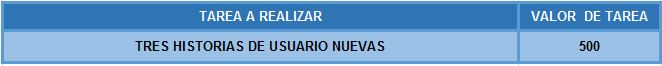 TAREA A REALIZAR VALOR DE TAREA
TRES HISTORIAS DE USUARIO NUEVAS 500